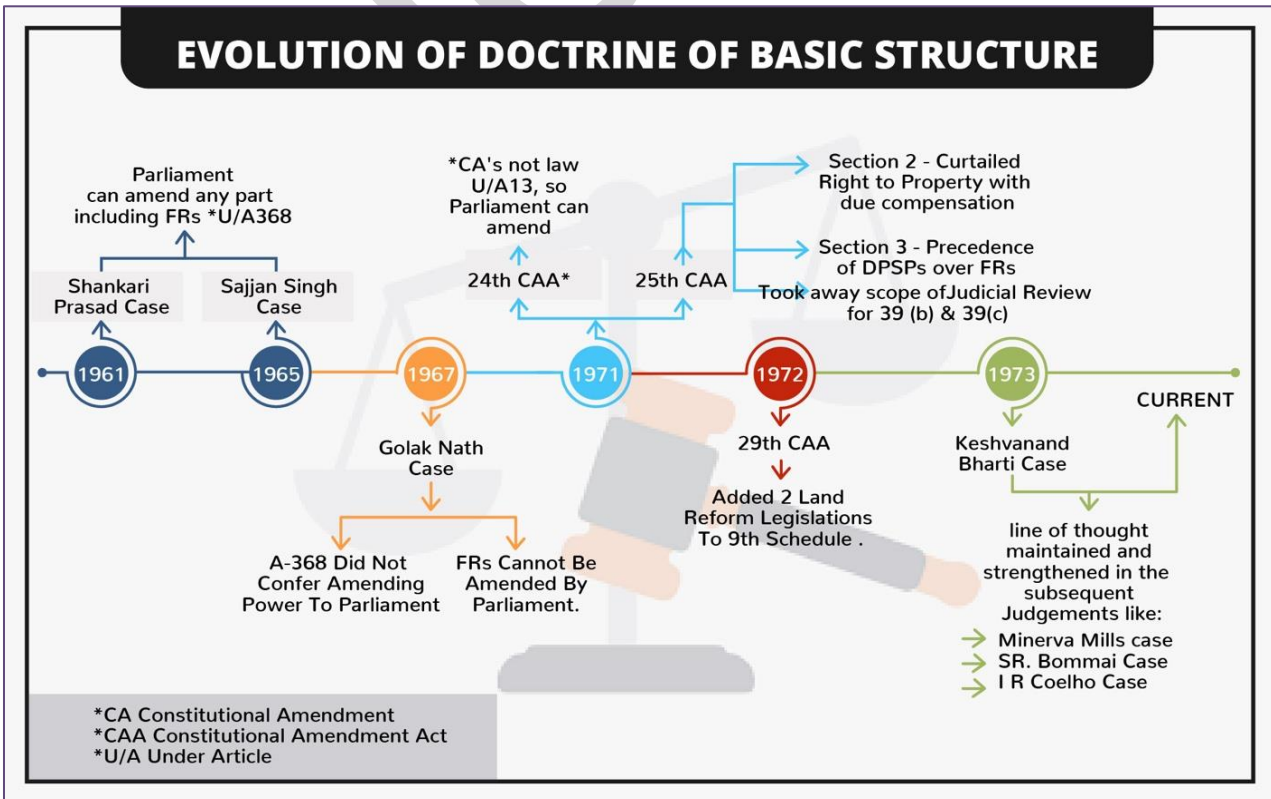 EVOLUTION OF DOCTRINE OF BASIC STRUCTURE
Parliament
can amend any part
including FRs *U/A368
Shankari
Prasad Case
Sajjan Singh
Case
*CA's not law
U/A13, so
Parliament can
amend
24th CAA*
25th CAA
Section 2 - Curtailed
Right to Property with
due compensation
Section 3 - Precedence
of DPSPs over FRs
Took away scope ofJudicial Review
for 39 (b) & 39(c)
1961
1965
1967
1971
1972
1973
CURRENT
Golak Nath
Case
A-368 Did Not
Confer Amending
Power To Parliament
FRs Cannot Be
Amended By
Parliament.
29th CAA
Added 2 Land
Reform Legislations
To 9th Schedule .
Keshvanand
Bharti Case
line of thought
maintained and
strengthened in the
subsequent
Judgements like:
Minerva Mills case
SR. Bommai Case
I R Coelho Case
*CA Constitutional Amendment
*CAA Constitutional Amendment Act
*U/A Under Article